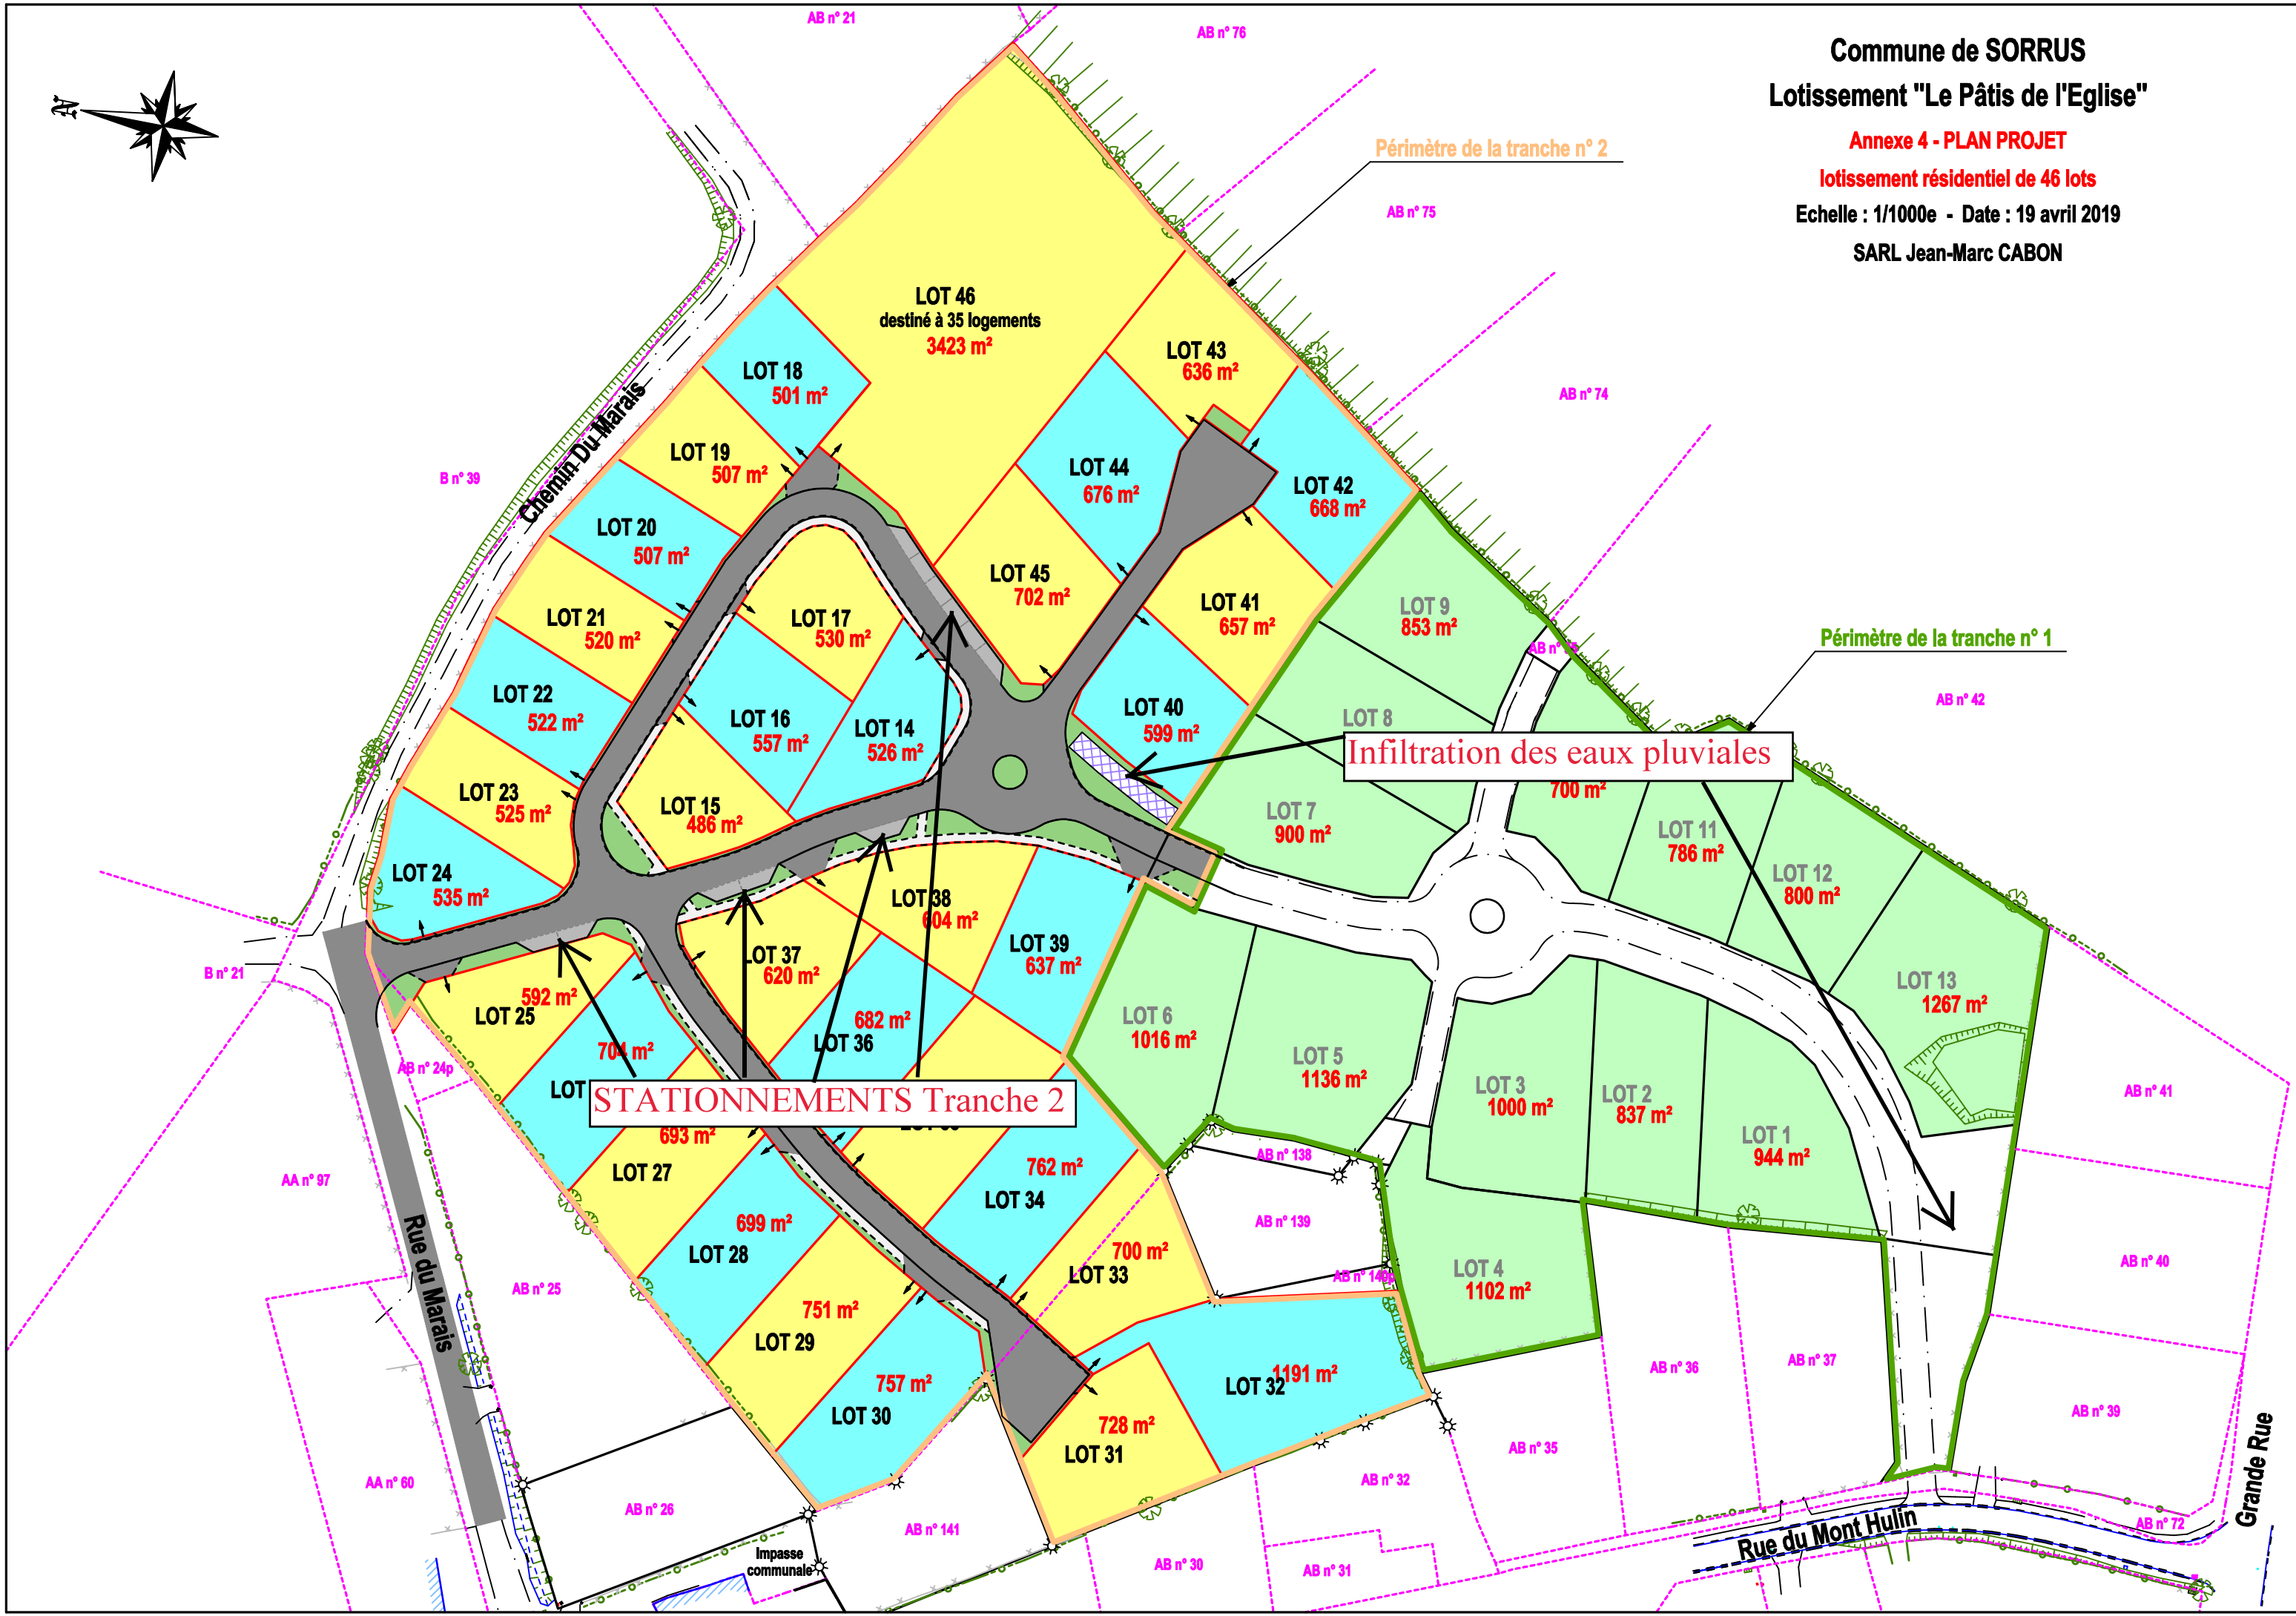 Commune de SORRUS
Lotissement "Le Pâtis de l'Eglise"
Annexe 4 - PLAN PROJET
lotissement résidentiel de 46 lots
Echelle : 1/1000e - Date : 19 avril 2019
SARL Jean-Marc CABON
N
AB n° 21
AB n° 76
Périmètre de la tranche n° 2
AB n° 75
AB n° 74
B n° 39
Chemin Du Marais
LOT 46
destiné à 35 logements
3423 m²
LOT 43
636 m²
LOT 18
501 m²
LOT 19
507 m²
LOT 44
676 m²
LOT 42
668 m²
LOT 20
507 m²
LOT 45
702 m²
LOT 41
657 m²
LOT 9
853 m²
LOT 21
520 m²
LOT 17
530 m²
Périmètre de la tranche n° 1
AB n° 42
LOT 22
522 m²
LOT 16
557 m²
LOT 14
526 m²
LOT 40
599 m²
LOT 8
Infiltration des eaux pluviales
700 m²
LOT 23
525 m²
LOT 15
486 m²
LOT 7
900 m²
LOT 11
786 m²
LOT 12
800 m²
LOT 24
535 m²
LOT 38
604 m²
LOT 39
637 m²
LOT 37
620 m²
LOT 13
1267 m²
B n° 21
592 m²
LOT 25
682 m²
LOT 36
LOT 6
1016 m²
LOT 5
1136 m²
704 m²
LOT
AB n° 24p
STATIONNEMENTS Tranche 2
LOT 3
1000 m²
LOT 2
837 m²
LOT 1
944 m²
AB n° 41
693 m²
LOT 27
762 m²
LOT 34
AB n° 138
AB n° 139
AA n° 97
Rue du Marais
699 m²
LOT 28
700 m²
LOT 33
AB n° 140p
LOT 4
1102 m²
AB n° 40
AB n° 25
751 m²
LOT 29
757 m²
LOT 30
LOT 32
1191 m²
AB n° 36
AB n° 37
AB n° 39
728 m²
LOT 31
AB n° 35
AB n° 32
AA n° 60
AB n° 26
AB n° 141
Impasse
communale
AB n° 30
AB n° 31
Rue du Mont Hulin
AB n° 72
Grande Rue